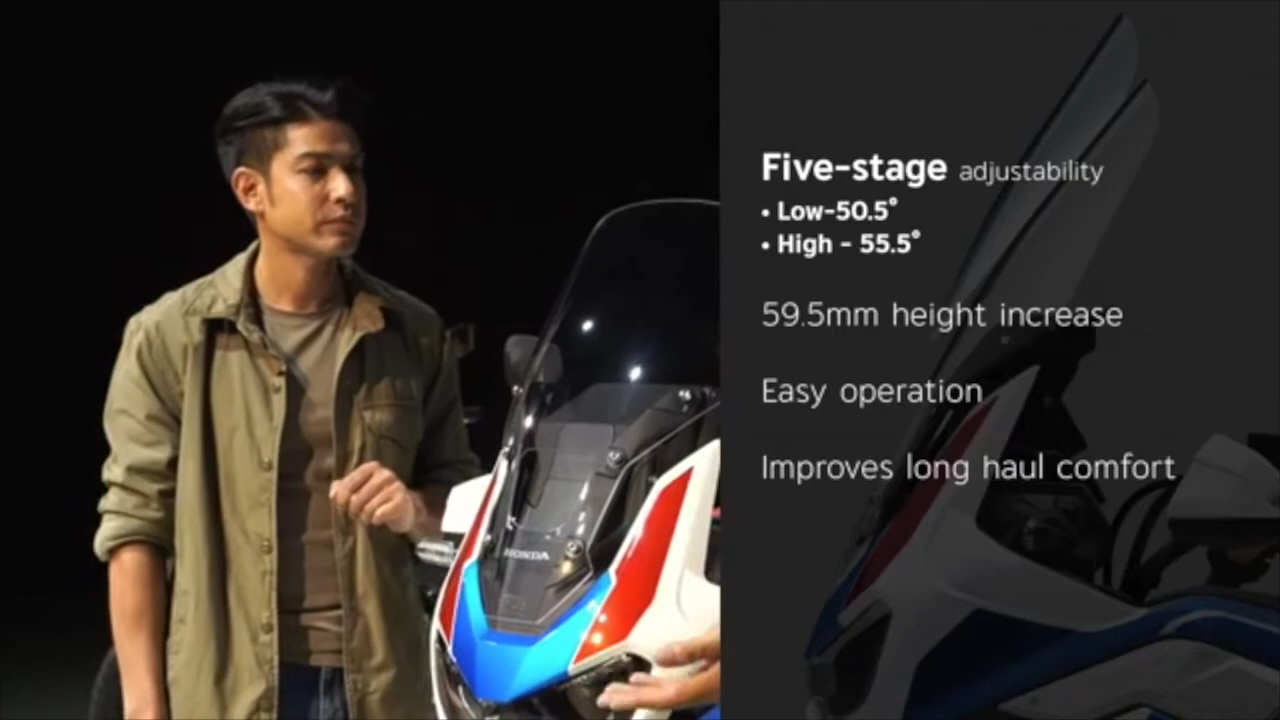 Five-stage adjustability
• Low-50.5°
• High - 55.5°
59.5mm height increase
Easy operation
Improves long haul comfort
HONDA